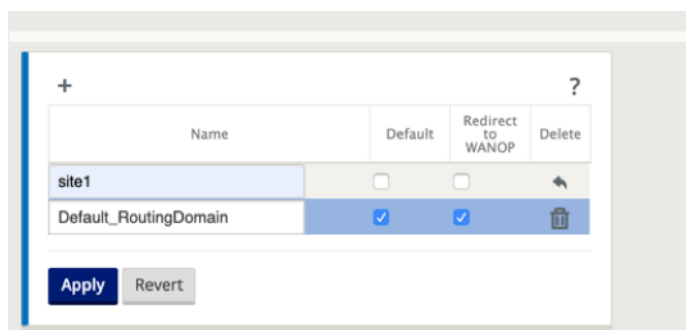 + ?
Name Default Redirect to WANOP Delete
site1
Default_RoutingDomain
Apply Revert